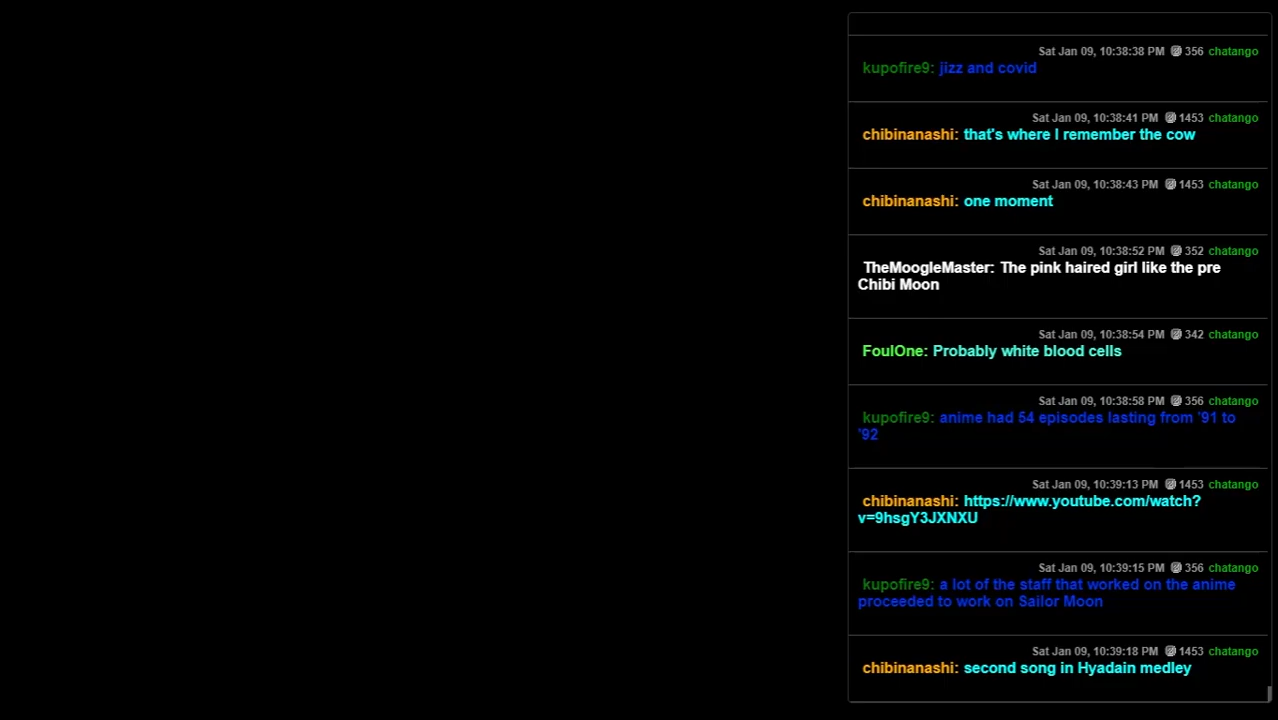 Sat Jan 09, 10:38:38 PM 356 chatango
kupofire9: jizz and covid
Sat Jan 09, 10:38:41 PM 1453 chatango
chibinanashi: that's where I remember the cow
Sat Jan 09, 10:38:43 PM 1453 chatango
chibinanashi: one moment
Sat Jan 09, 10:38:52 PM 352 chatango
TheMoogleMaster: The pink haired girl like the pre
Chibi Moon
Sat Jan 09, 10:38:54 PM 342 chatango
FoulOne: Probably white blood cells
Sat Jan 09, 10:38:58 PM 356 chatango
kupofire9: anime had 54 episodes lasting from '91 to
'92
Sat Jan 09, 10:39:13 PM 1453 chatango
chibinanashi: https://www.youtube.com/watch?
v=9hsgY3JXNXU
Sat Jan 09, 10:39:15 PM 356 chatango
kupofire9: a lot of the staff that worked on the anime
proceeded to work on Sailor Moon
Sat Jan 09, 10:39:18 PM 1453 chatango
chibinanashi: second song in Hyadain medley